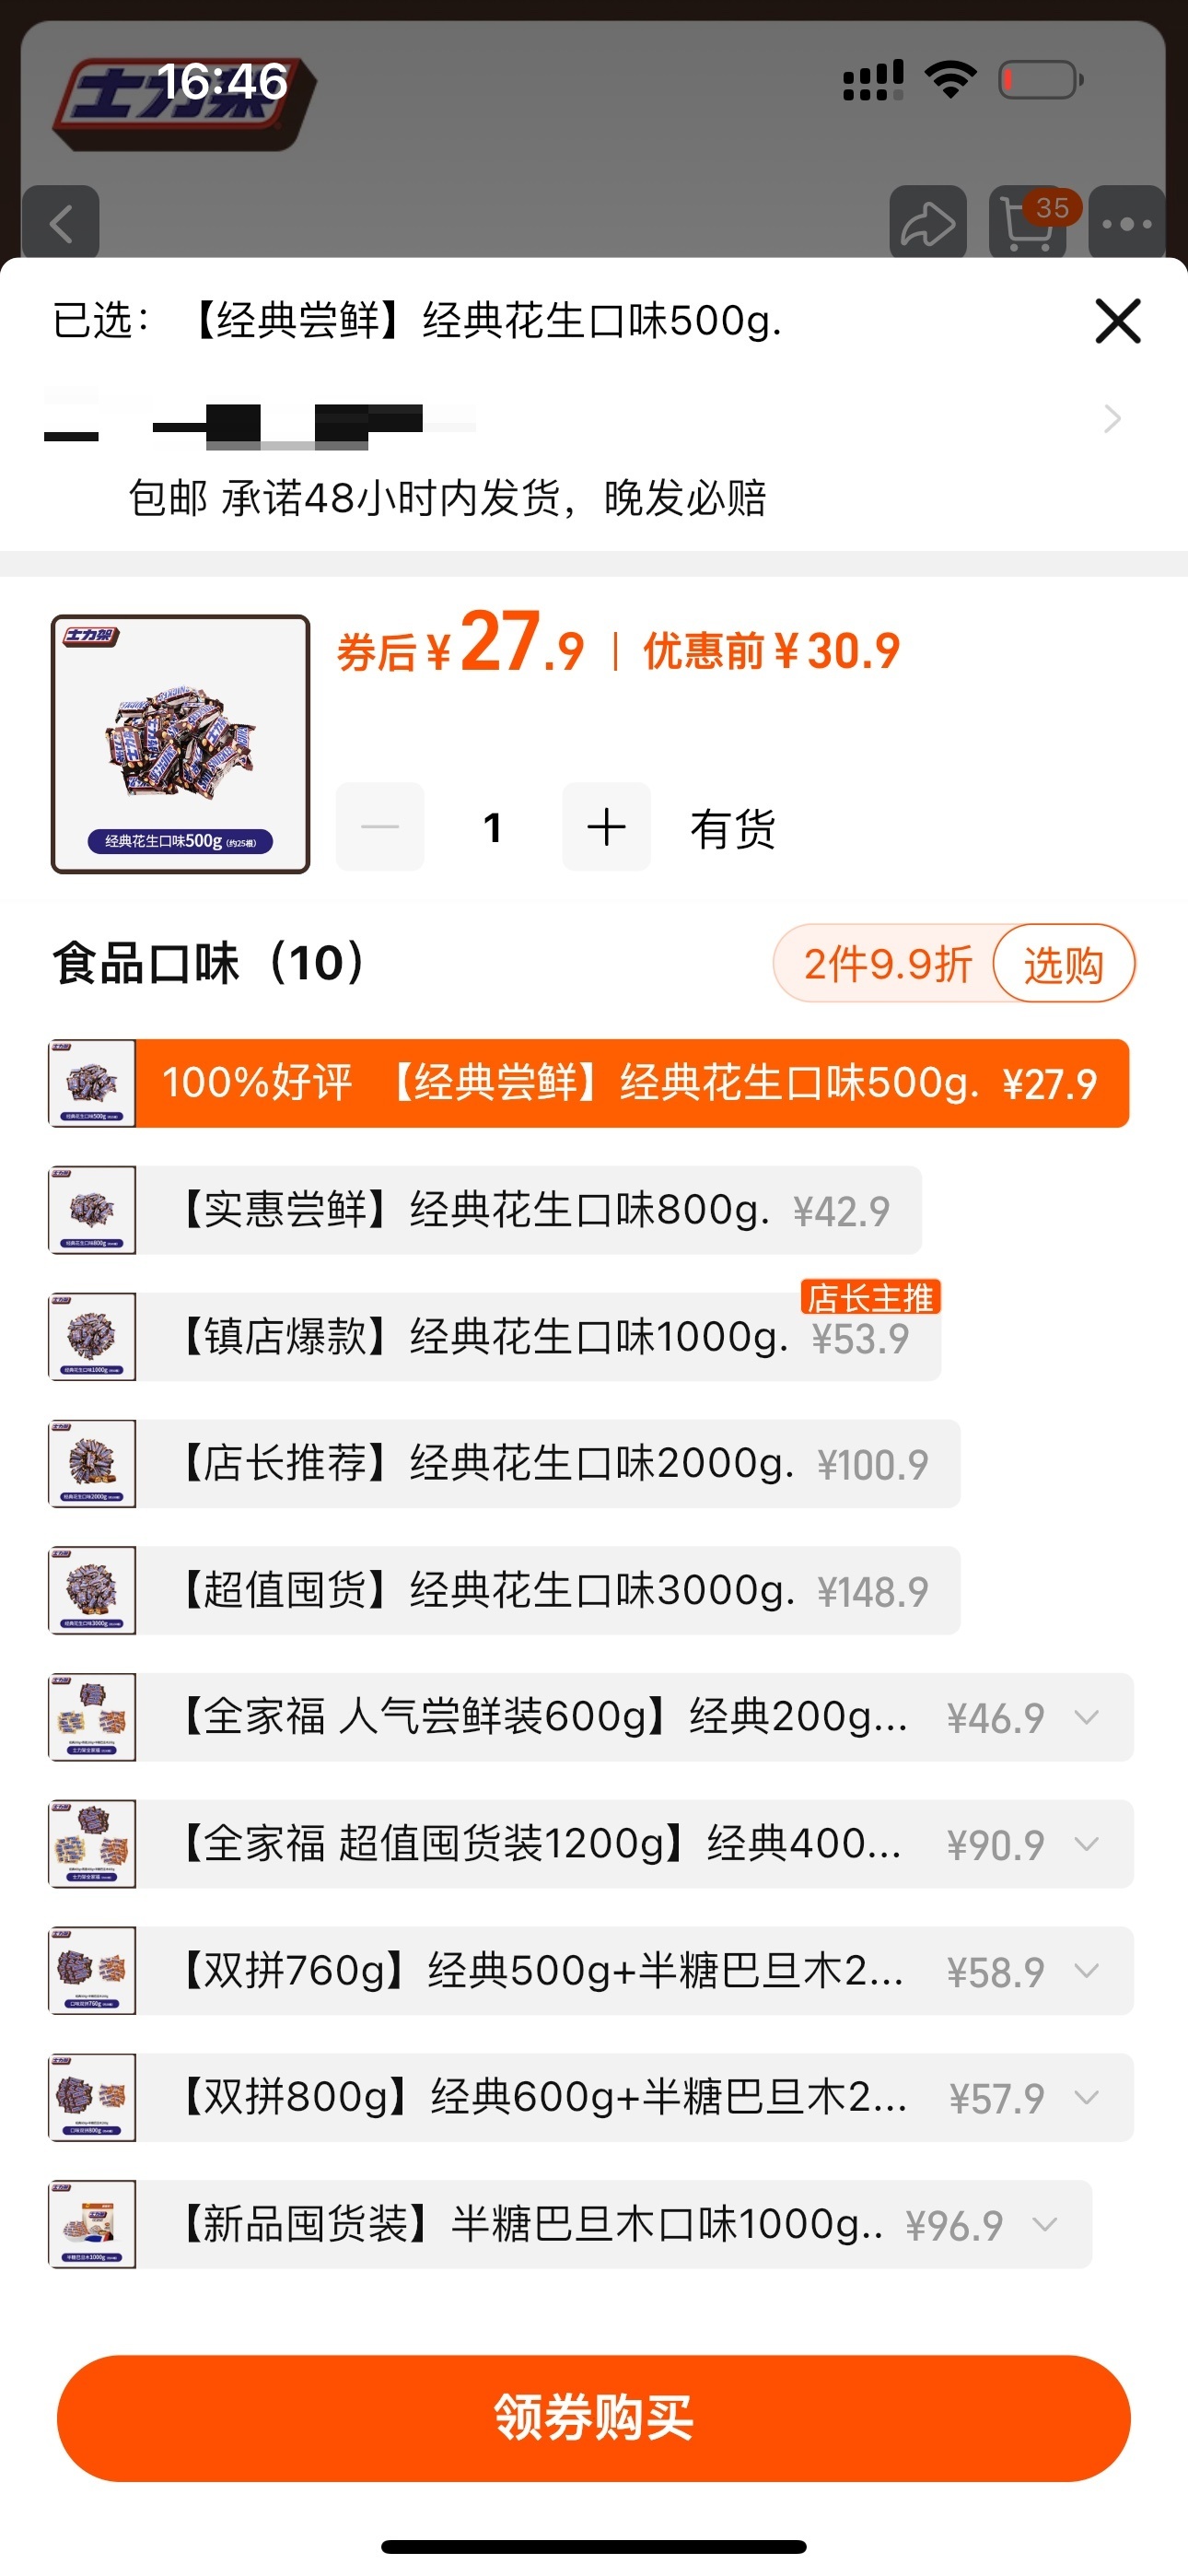 士力架
16:46
35
已选：【经典尝鲜】经典花生口味500g.
包邮 承诺48小时内发货，晚发必赔
士力架
券后¥27.9 | 优惠前¥30.9
经典花生口味500g (约25根)
1 有货
食品口味（10）
2件9.9折 选购
100%好评 【经典尝鲜】经典花生口味500g. ¥27.9
【实惠尝鲜】经典花生口味800g. ¥42.9
店长主推
【镇店爆款】经典花生口味1000g. ¥53.9
【店长推荐】经典花生口味2000g. ¥100.9
【超值囤货】经典花生口味3000g. ¥148.9
【全家福 人气尝鲜装600g】经典200g... ¥46.9
【全家福 超值囤货装1200g】经典400... ¥90.9
【双拼760g】经典500g+半糖巴旦木2... ¥58.9
【双拼800g】经典600g+半糖巴旦木2... ¥57.9
【新品囤货装】半糖巴旦木口味1000g.. ¥96.9
领券购买